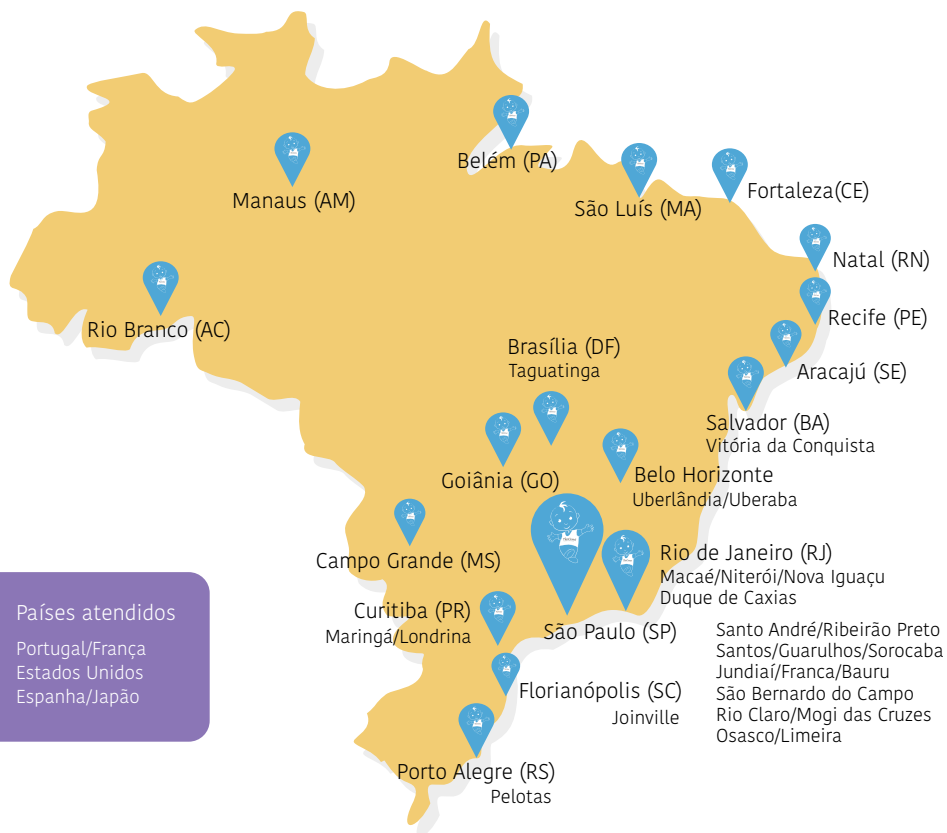 Belém (PA)
Manaus (AM)
São Luís (MA)
Fortaleza(CE)
Natal (RN)
Rio Branco (AC)
Recife (PE)
Brasília (DF)
Taguatinga
Aracajú (SE)
Salvador (BA)
Vitória da Conquista
Goiânia (GO)
Belo Horizonte
Uberlândia/Uberaba
Campo Grande (MS)
Rio de Janeiro (RJ)
Macaé/Niterói/Nova Iguaçu
Duque de Caxias
Países atendidos
Portugal/França
Estados Unidos
Espanha/Japão
Curitiba (PR)
Maringá/Londrina
São Paulo (SP)
Santo André/Ribeirão Preto
Santos/Guarulhos/Sorocaba
Jundiaí/Franca/Bauru
São Bernardo do Campo
Rio Claro/Mogi das Cruzes
Osasco/Limeira
Florianópolis (SC)
Joinville
Porto Alegre (RS)
Pelotas